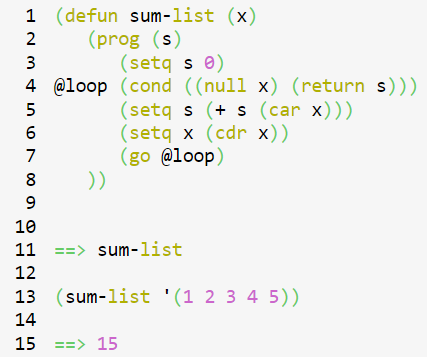 1 (defun sum-list (x)
2    (prog (s)
3       (setq s 0)
4 @loop (cond ((null x) (return s)))
5       (setq s (+ s (car x)))
6       (setq x (cdr x))
7       (go @loop)
8    ))
9
10
11 ==> sum-list
12
13 (sum-list '(1 2 3 4 5))
14
15 ==> 15